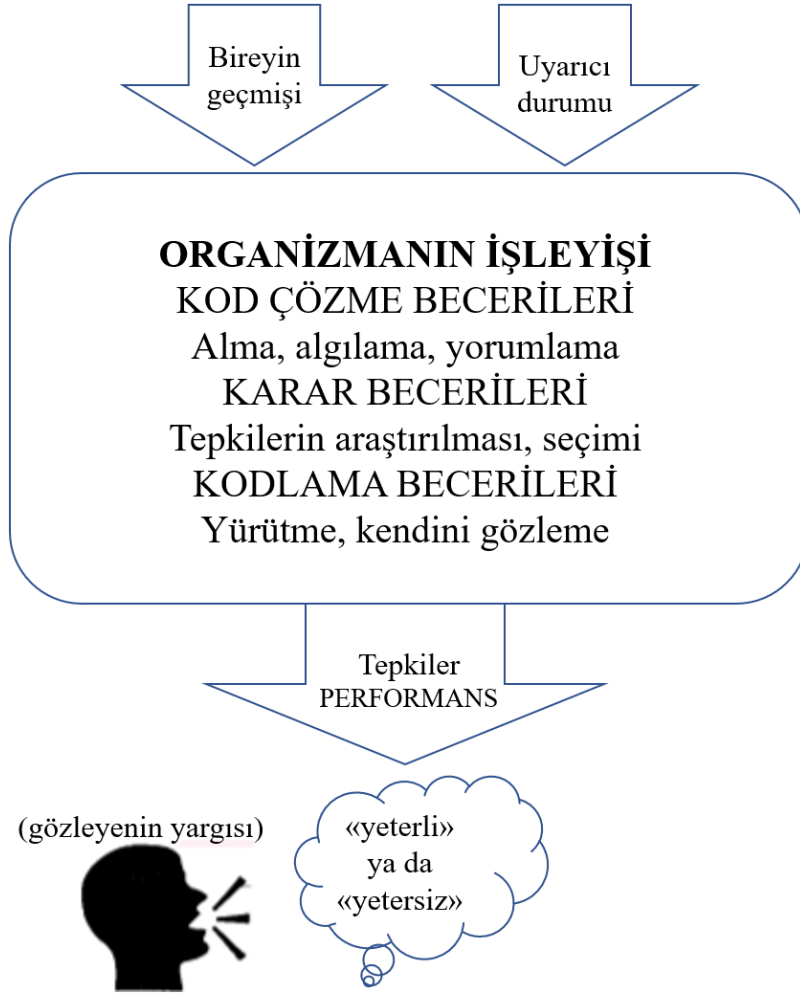 Bireyin
geçmişi
Uyarıcı
durumu
ORGANİZMANIN İŞLEYİŞİ
KOD ÇÖZME BECERİLERİ
Alma, algılama, yorumlama
KARAR BECERİLERİ
Tepkilerin araştırılması, seçimi
KODLAMA BECERİLERİ
Yürütme, kendini gözleme
Tepkiler
PERFORMANS
(gözleyenin yargısı)
«yeterli»
ya da
«yetersiz»